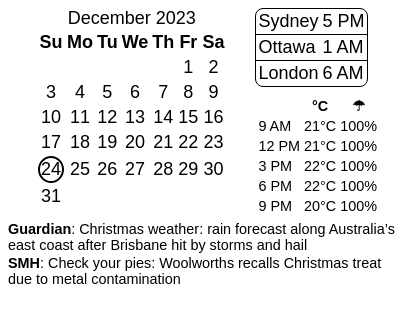 December 2023
Su Mo Tu We Th Fr Sa
1 2
3 4 5 6 7 8 9
10 11 12 13 14 15 16
17 18 19 20 21 22 23
24 25 26 27 28 29 30
31
Sydney 5 PM
Ottawa 1 AM
London 6 AM
°C ☂
9 AM 21°C 100%
12 PM 21°C 100%
3 PM 22°C 100%
6 PM 22°C 100%
9 PM 20°C 100%
Guardian: Christmas weather: rain forecast along Australia’s
east coast after Brisbane hit by storms and hail
SMH: Check your pies: Woolworths recalls Christmas treat
due to metal contamination